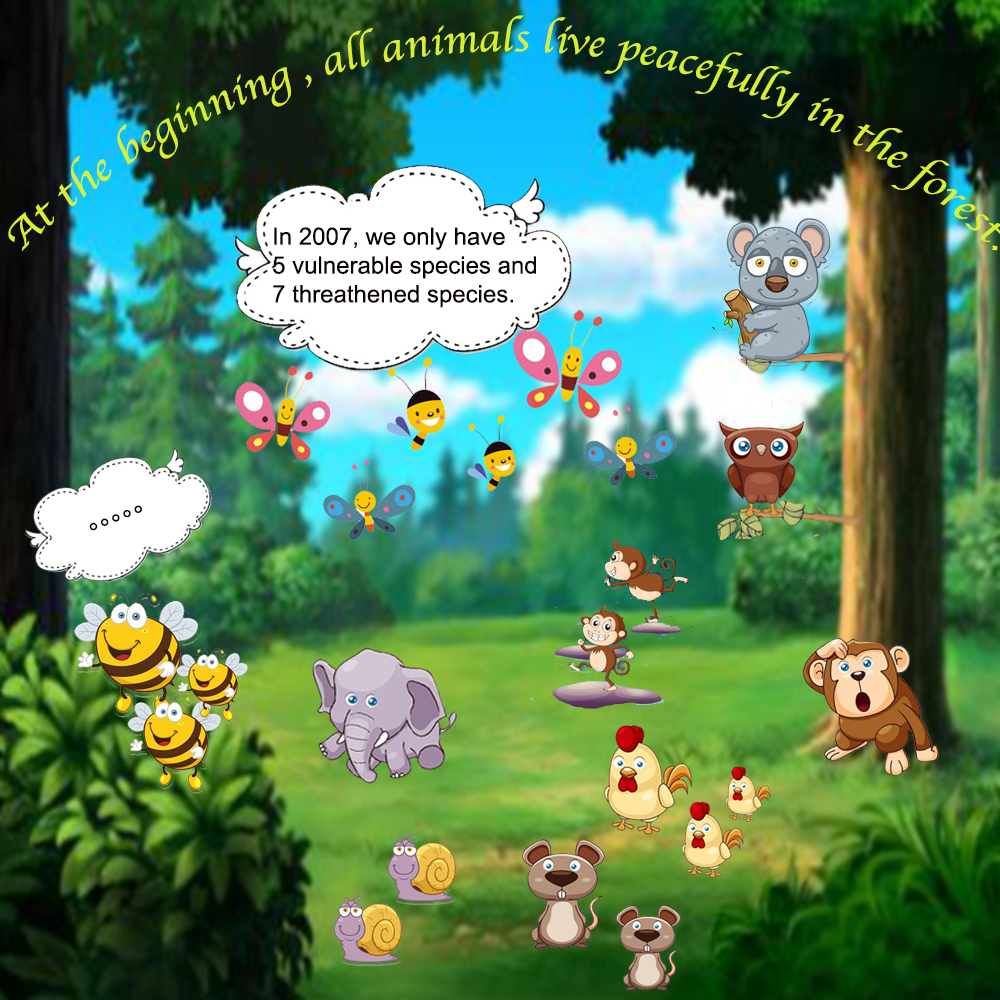 At the beginning , all animals live peacefully in the forest.
In 2007, we only have
5 vulnerable species and
7 threathened species.
ooooo